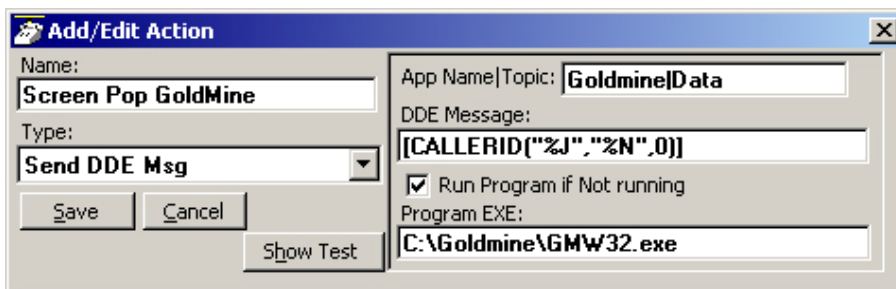 Add/Edit Action
Name:
Screen Pop GoldMine
Type:
Send DDE Msg
Save Cancel
Show Test
App Name|Topic: Goldmine|Data
DDE Message:
[CALLERID("%J","%N",0)]
Run Program if Not running
Program EXE:
C:\Goldmine\GMW32.exe